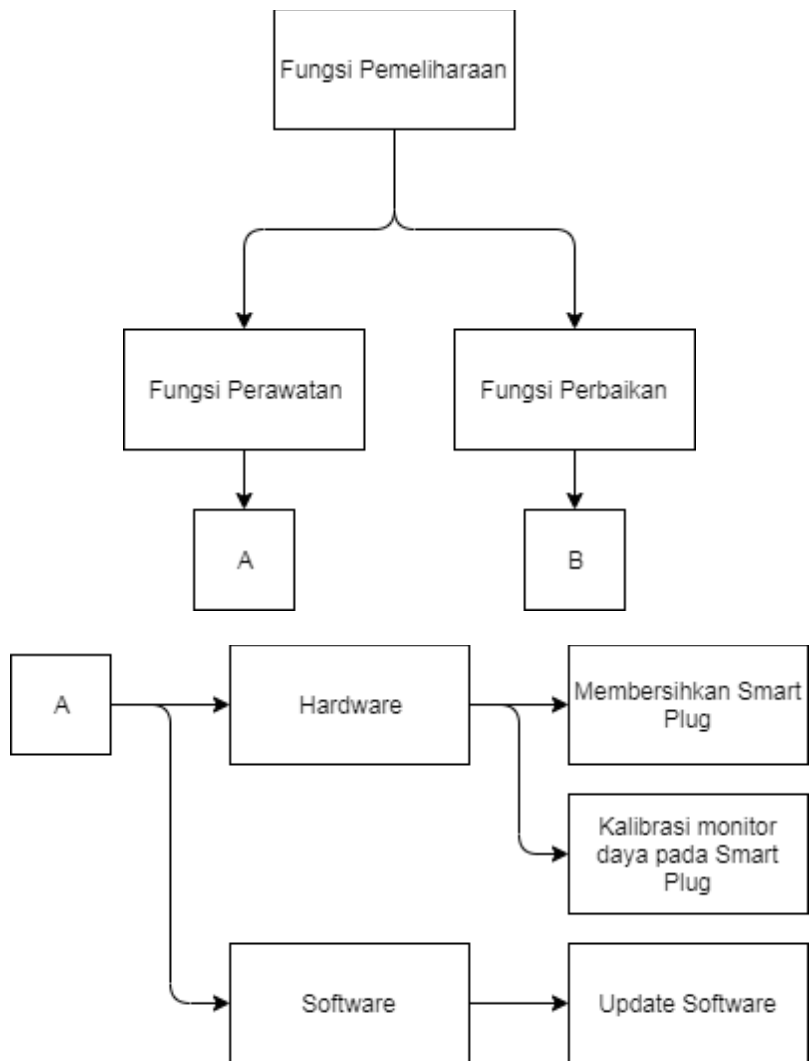 Fungsi Pemeliharaan
Fungsi Perawatan
Fungsi Perbaikan
A
B
A
Hardware
Membersihkan Smart
Plug
Kalibrasi monitor
daya pada Smart
Plug
Software
Update Software